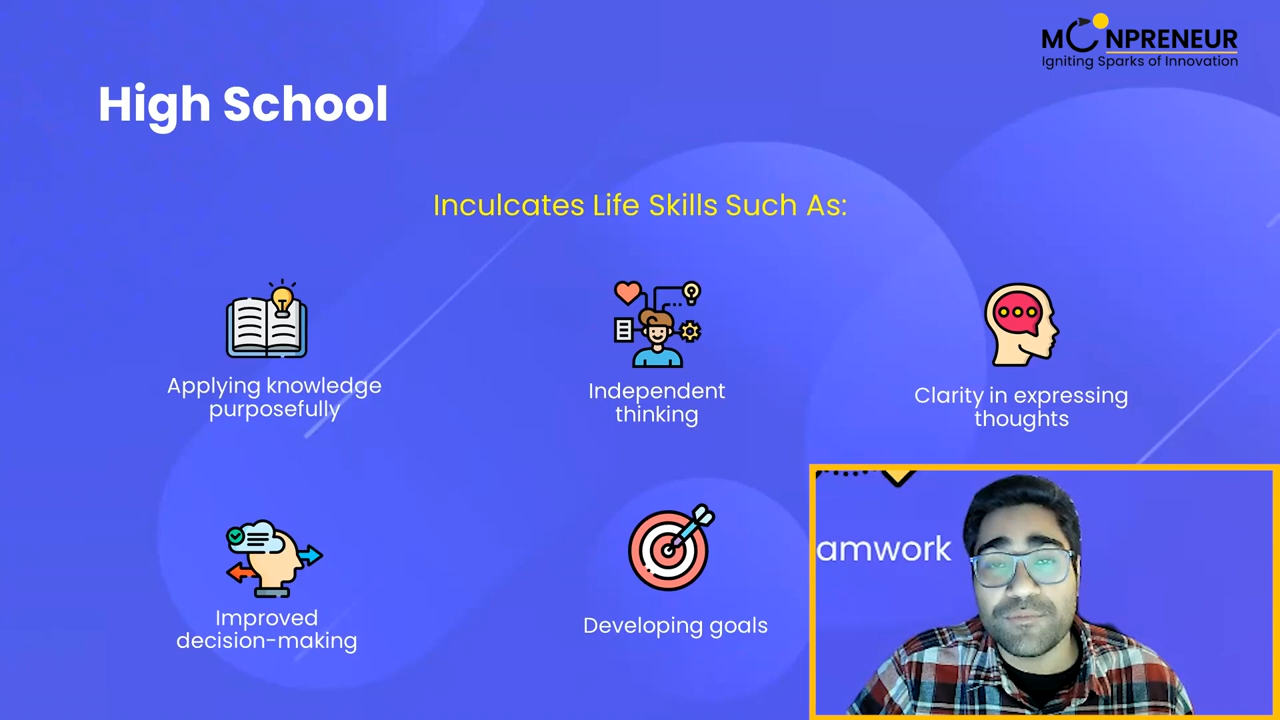 MOONPRENEUR
Igniting Sparks of Innovation
High School
Inculcates Life Skills Such As:
Applying knowledge
purposefully
Independent
thinking
Clarity in expressing
thoughts
Improved
decision-making
Developing goals
amwork